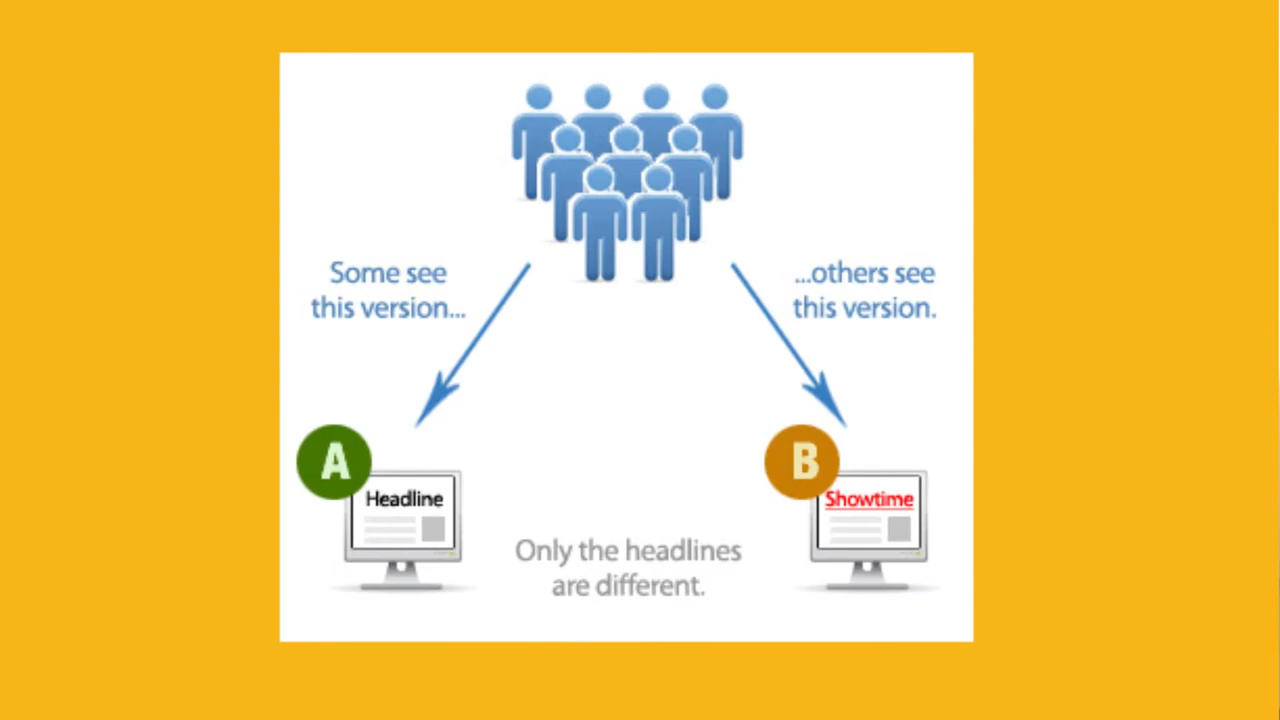 Some see
this version...
...others see
this version.
A
Headline
B
Showtime
Only the headlines
are different.